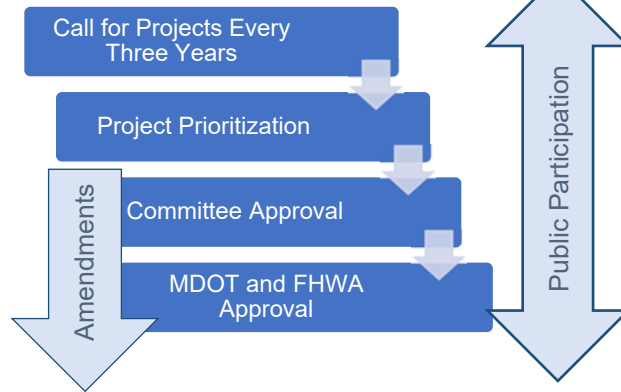 Call for Projects Every
Three Years
Project Prioritization
Committee Approval
MDOT and FHWA
Approval
Amendments
Public Participation